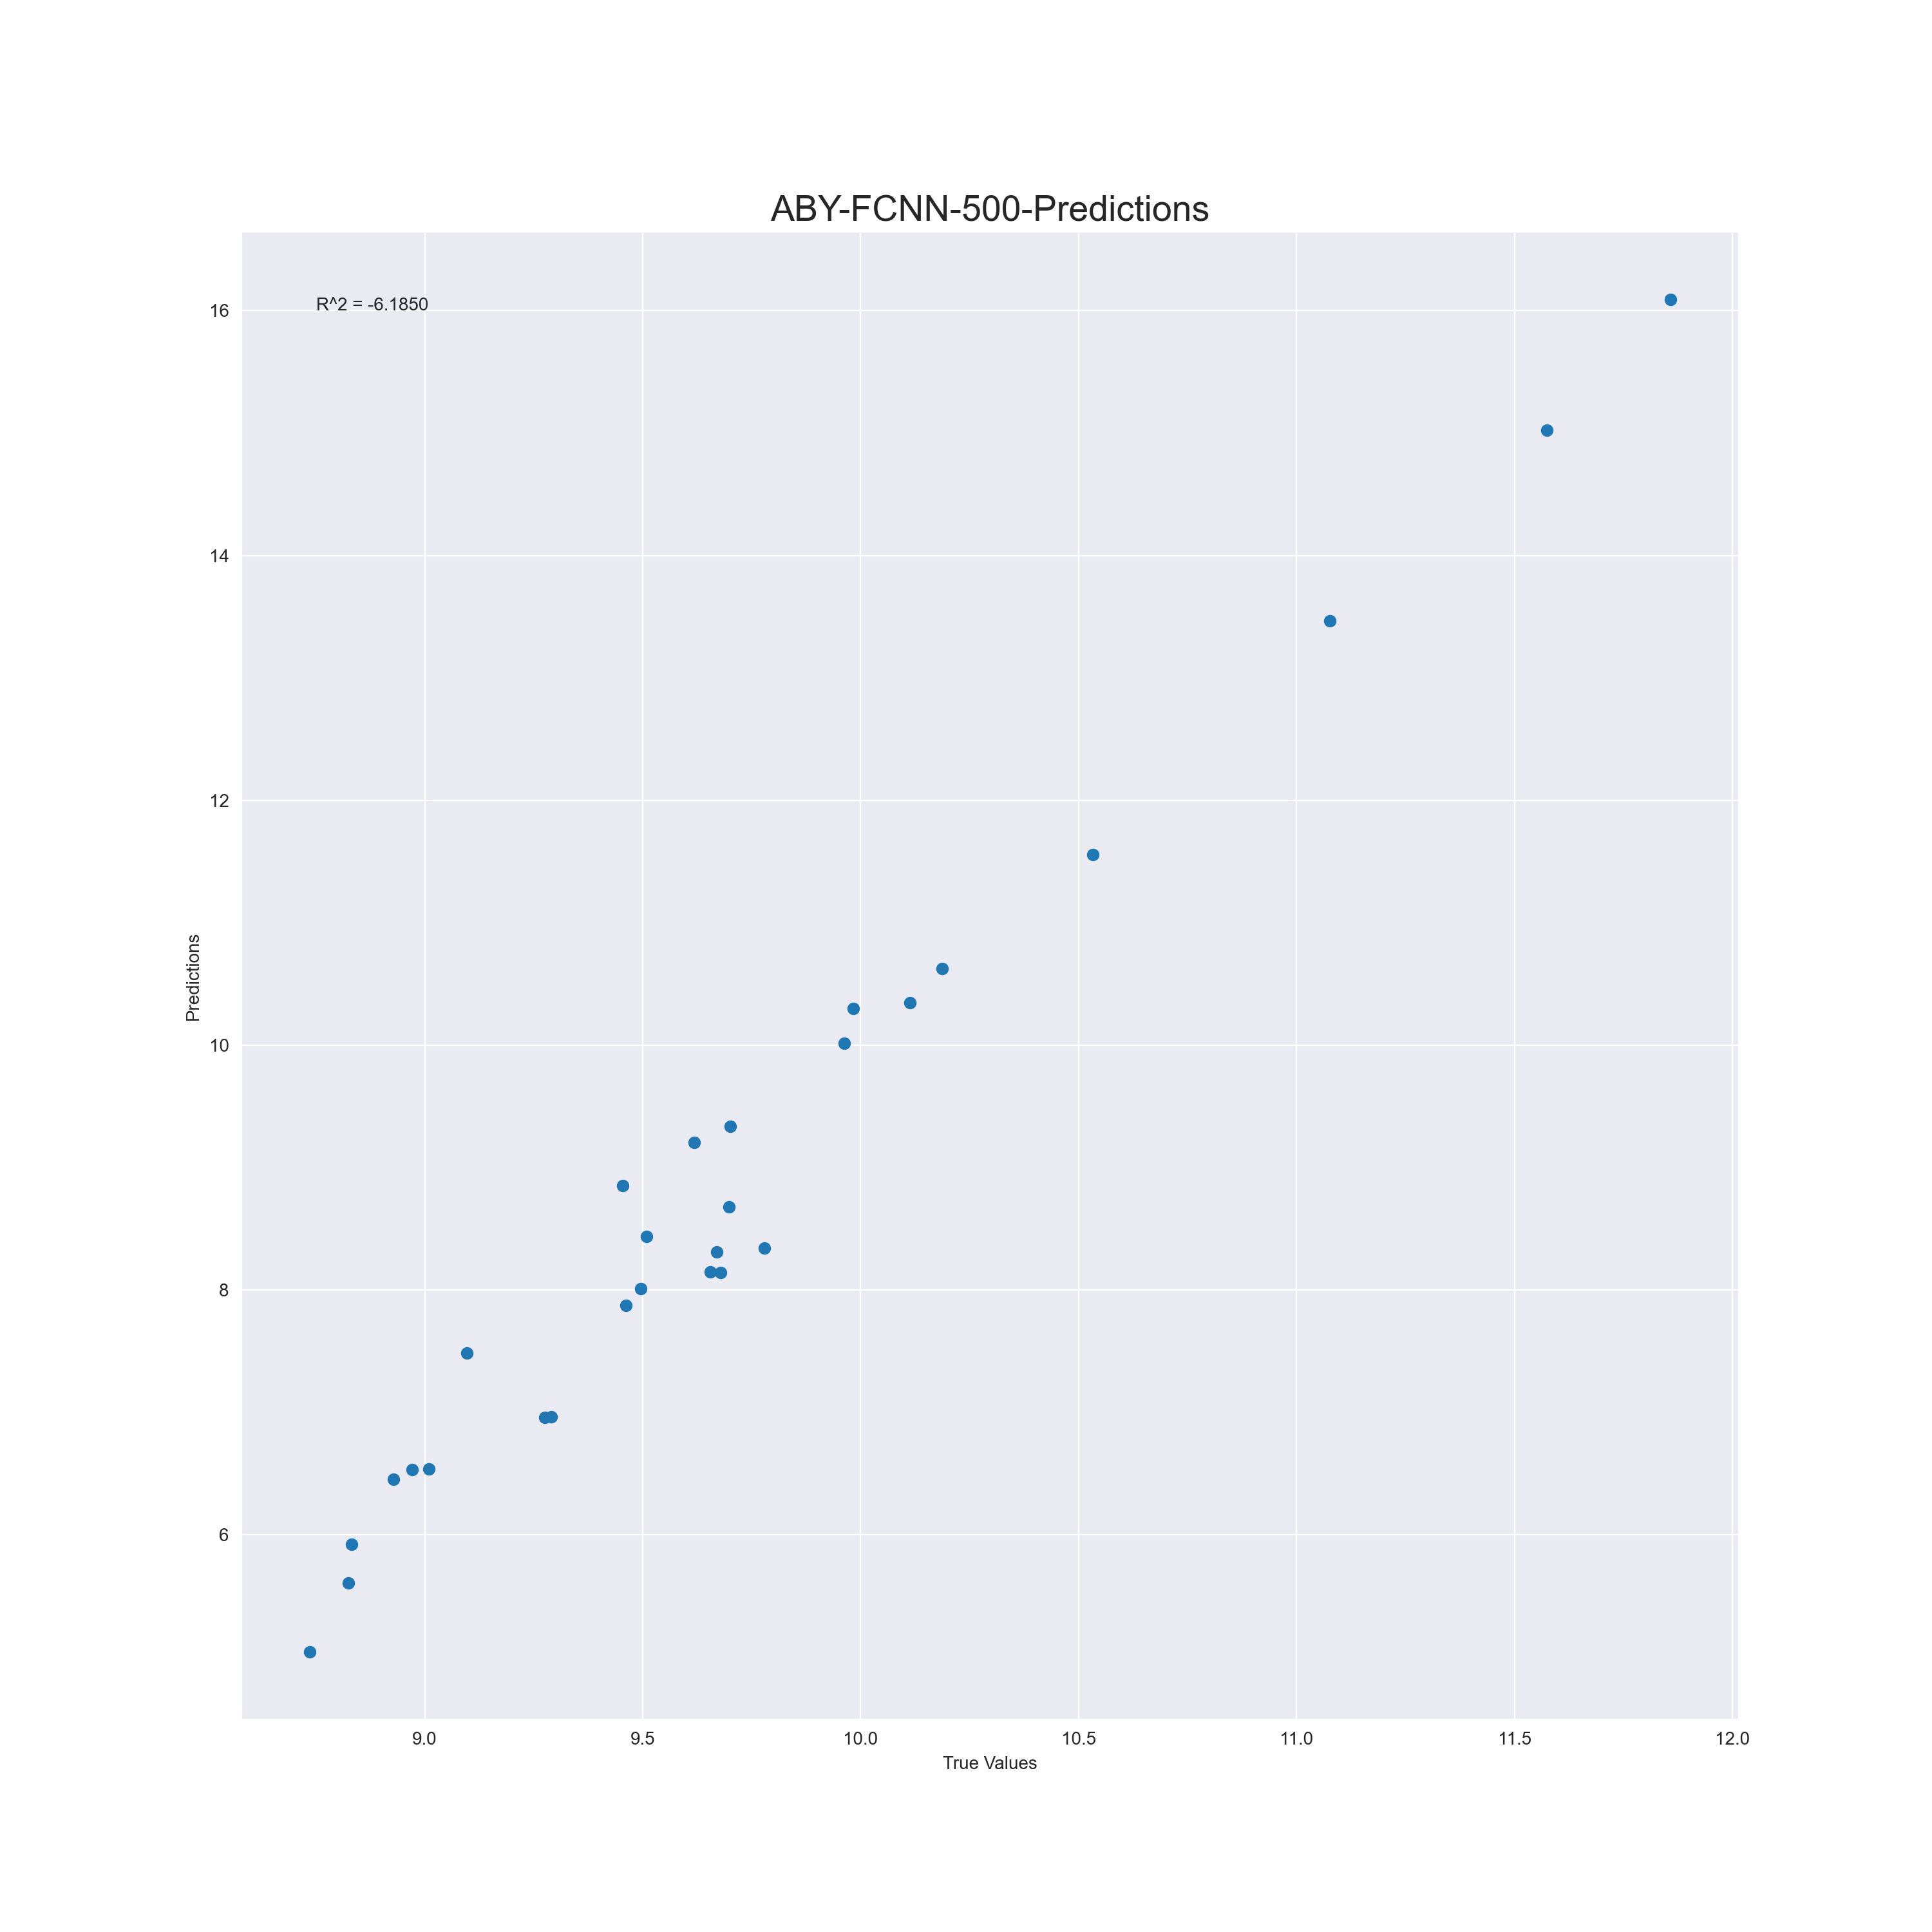 ABY-FCNN-500-Predictions
R^2 = -6.1850
16
14
12
10
8
6
Predictions
9.0 9.5 10.0 10.5 11.0 11.5 12.0
True Values